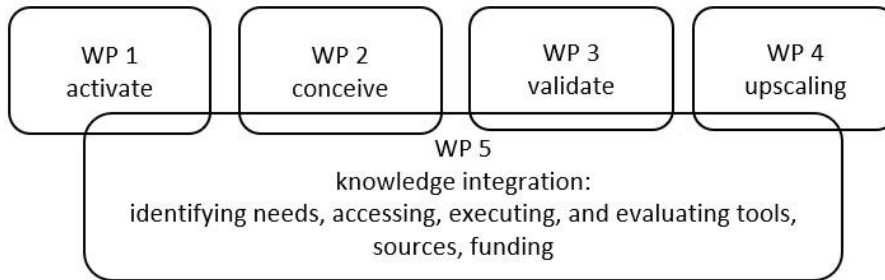 WP 1
activate
WP 2
conceive
WP 3
validate
WP 4
upscaling
WP 5
knowledge integration:
identifying needs, accessing, executing, and evaluating tools,
sources, funding